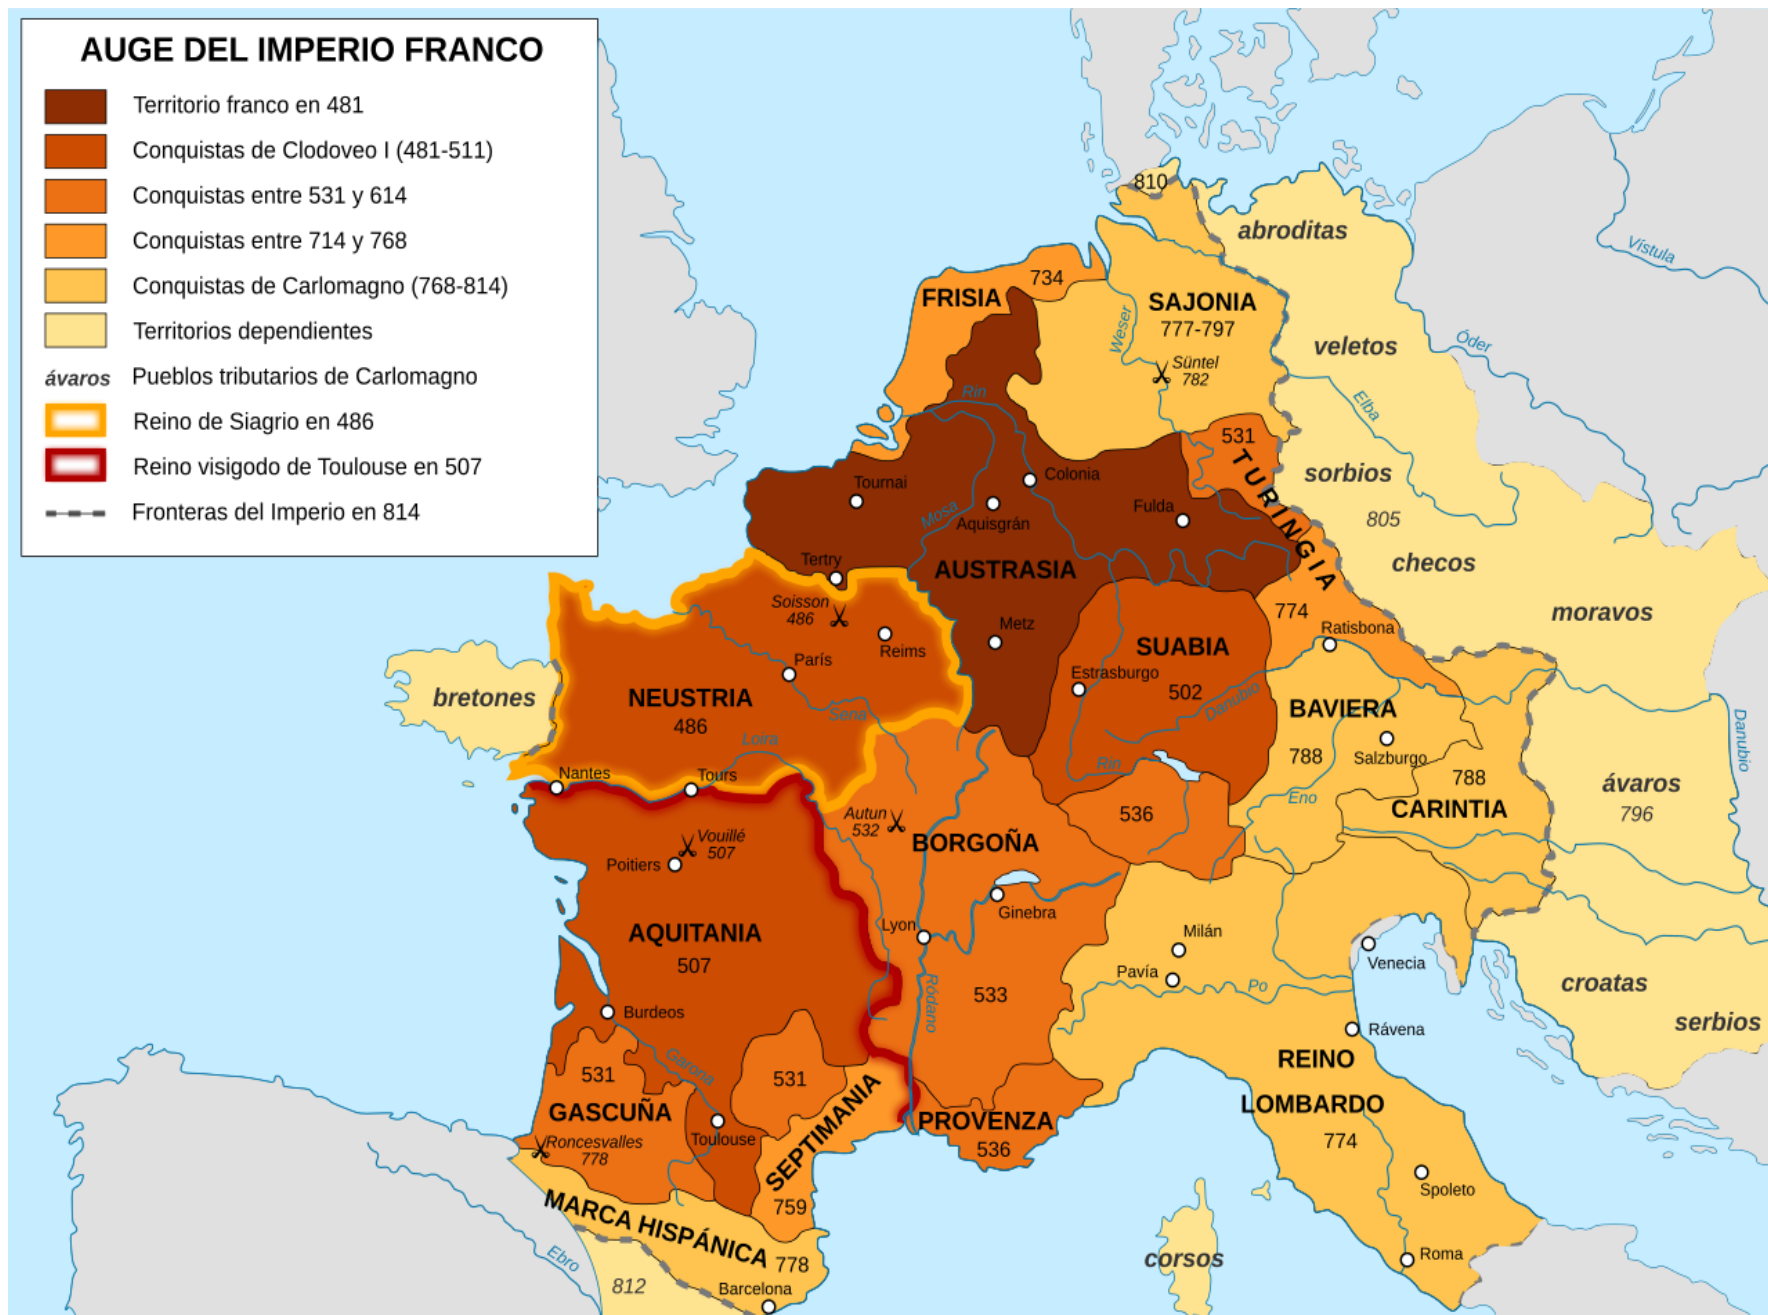 AUGE DEL IMPERIO FRANCO
Territorio franco en 481
Conquistas de Clodoveo I (481-511)
Conquistas entre 531 y 614
Conquistas entre 714 y 768
Conquistas de Carlomagno (768-814)
Territorios dependientes
ávaros Pueblos tributarios de Carlomagno
Reino de Siagrio en 486
Reino visigodo de Toulouse en 507
Fronteras del Imperio en 814
810
abroditas
Vístula
734
FRISIA
SAJONIA
777-797
Weser
Süntel
782
veletos
Óder
Elba
Rin
531
TURINGIA
sorbios
805
Tournai
Colonia
Mosa
Aquisgrán
Fulda
checos
Tertry
AUSTRASIA
moravos
Soisson
486
Reims
Metz
774
Ratisbona
SUABIA
502
Estrasburgo
París
bretones
NEUSTRIA
486
Sena
Loira
Danubio
BAVIERA
788
Salzburgo
Danubio
Nantes
Tours
Rin
Eno
788
CARINTIA
ávaros
796
536
Autun
532
BORGOÑA
Vouillé
507
Poitiers
Ginebra
Lyon
AQUITANIA
507
Milán
Pavía
Po
Venecia
croatas
serbios
533
Ródano
Burdeos
Rávena
Garona
531
531
GASCUÑA
SEPTIMANIA
759
PROVENZA
536
REINO
LOMBARDO
774
Toulouse
Roncesvalles
778
Spoleto
MARCA HISPÁNICA
778
corsos
Roma
Ebro
812
Barcelona